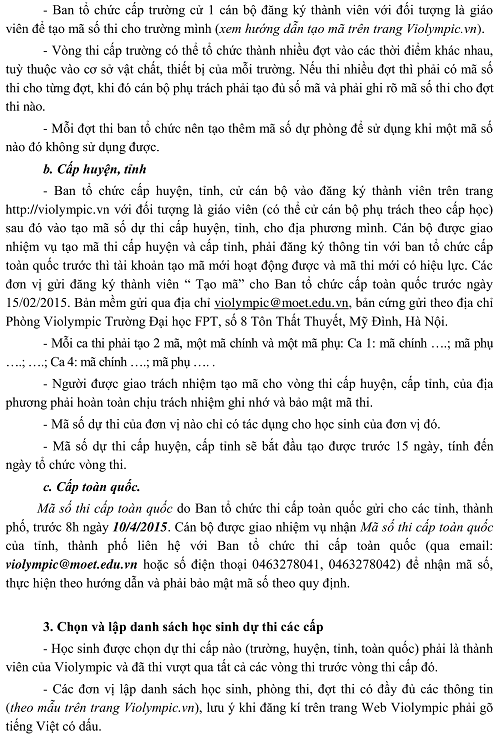 - Ban tổ chức cấp trường cử 1 cán bộ đăng ký thành viên với đối tượng là giáo
viên để tạo mã số thi cho trường mình (xem hướng dẫn tạo mã trên trang Violympic.vn).
- Vòng thi cấp trường có thể tổ chức thành nhiều đợt vào các thời điểm khác nhau,
tuỳ thuộc vào cơ sở vật chất, thiết bị của mỗi trường. Nếu thi nhiều đợt thì phải có mã số
thi cho từng đợt, khi đó cán bộ phụ trách phải tạo đủ số mã và phải ghi rõ mã số thi cho đợt
thi nào.
- Mỗi đợt thi ban tổ chức nên tạo thêm mã số dự phòng để sử dụng khi một mã số
nào đó không sử dụng được.
b. Cấp huyện, tỉnh
- Ban tổ chức cấp huyện, tỉnh, cử cán bộ vào đăng ký thành viên trên trang
http://violympic.vn với đối tượng là giáo viên (có thể cử cán bộ phụ trách theo cấp học)
sau đó vào tạo mã số dự thi cấp huyện, tỉnh, cho địa phương mình. Cán bộ được giao
nhiệm vụ tạo mã thi cấp huyện và cấp tỉnh, phải đăng ký thông tin với ban tổ chức cấp
toàn quốc trước thì tài khoản tạo mã mới hoạt động được và mã thi mới có hiệu lực. Các
đơn vị gửi đăng ký thành viên “ Tạo mã” cho Ban tổ chức cấp toàn quốc trước ngày
15/02/2015. Bản mềm gửi qua địa chỉ violympic@moet.edu.vn, bản cứng gửi theo địa chỉ
Phòng Violympic Trường Đại học FPT, số 8 Tôn Thất Thuyết, Mỹ Đình, Hà Nội.
- Mỗi ca thi phải tạo 2 mã, một mã chính và một mã phụ: Ca 1: mã chính ….; mã phụ
….; ….; Ca 4: mã chính ….; mã phụ …. .
- Người được giao trách nhiệm tạo mã cho vòng thi cấp huyện, cấp tỉnh, của địa
phương phải hoàn toàn chịu trách nhiệm ghi nhớ và bảo mật mã thi.
- Mã số dự thi của đơn vị nào chỉ có tác dụng cho học sinh của đơn vị đó.
- Mã số dự thi cấp huyện, cấp tỉnh sẽ bắt đầu tạo được trước 15 ngày, tính đến
ngày tổ chức vòng thi.
c. Cấp toàn quốc.
Mã số thi cấp toàn quốc do Ban tổ chức thi cấp toàn quốc gửi cho các tỉnh, thành
phố, trước 8h ngày 10/4/2015. Cán bộ được giao nhiệm vụ nhận Mã số thi cấp toàn quốc
của tỉnh, thành phố liên hệ với Ban tổ chức thi cấp toàn quốc (qua email:
violympic@moet.edu.vn hoặc số điện thoại 0463278041, 0463278042) để nhận mã số,
thực hiện theo hướng dẫn và phải bảo mật mã số theo quy định.
3. Chọn và lập danh sách học sinh dự thi các cấp
- Học sinh được chọn dự thi cấp nào (trường, huyện, tỉnh, toàn quốc) phải là thành
viên của Violympic và đã thi vượt qua tất cả các vòng thi trước vòng thi cấp đó.
- Các đơn vị lập danh sách học sinh, phòng thi, đợt thi có đầy đủ các thông tin
(theo mẫu trên trang Violympic.vn), lưu ý khi đăng kí trên trang Web Violympic phải gõ
tiếng Việt có dấu.